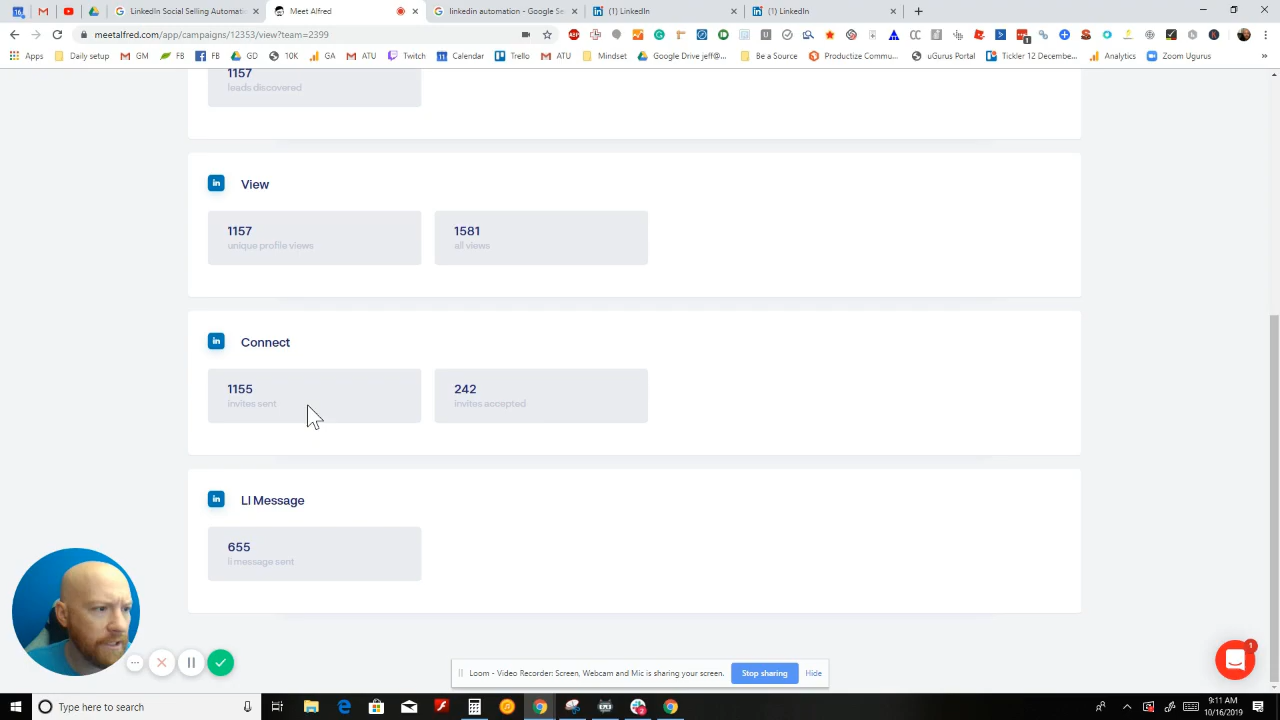 16 LinkedIn Social Selling Automati Meet Alfred linkedin automation - Google Se (1) LinkedIn (1) LinkedIn
meetalfred.com/app/campaigns/12353/view?team=2399
Apps Daily setup GM FB FB GD 10K GA ATU Twitch Calendar Trello ATU Mindset Google Drive jeff@... Be a Source Productize Commu... uGurus Portal Tickler 12 Decembe... Analytics Zoom Ugurus
1157
leads discovered
View
1157
unique profile views
1581
all views
Connect
1155
invites sent
242
invites accepted
LI Message
655
li message sent
1
Loom - Video Recorder: Screen, Webcam and Mic is sharing your screen. Stop sharing Hide
Type here to search
9:11 AM
10/16/2019